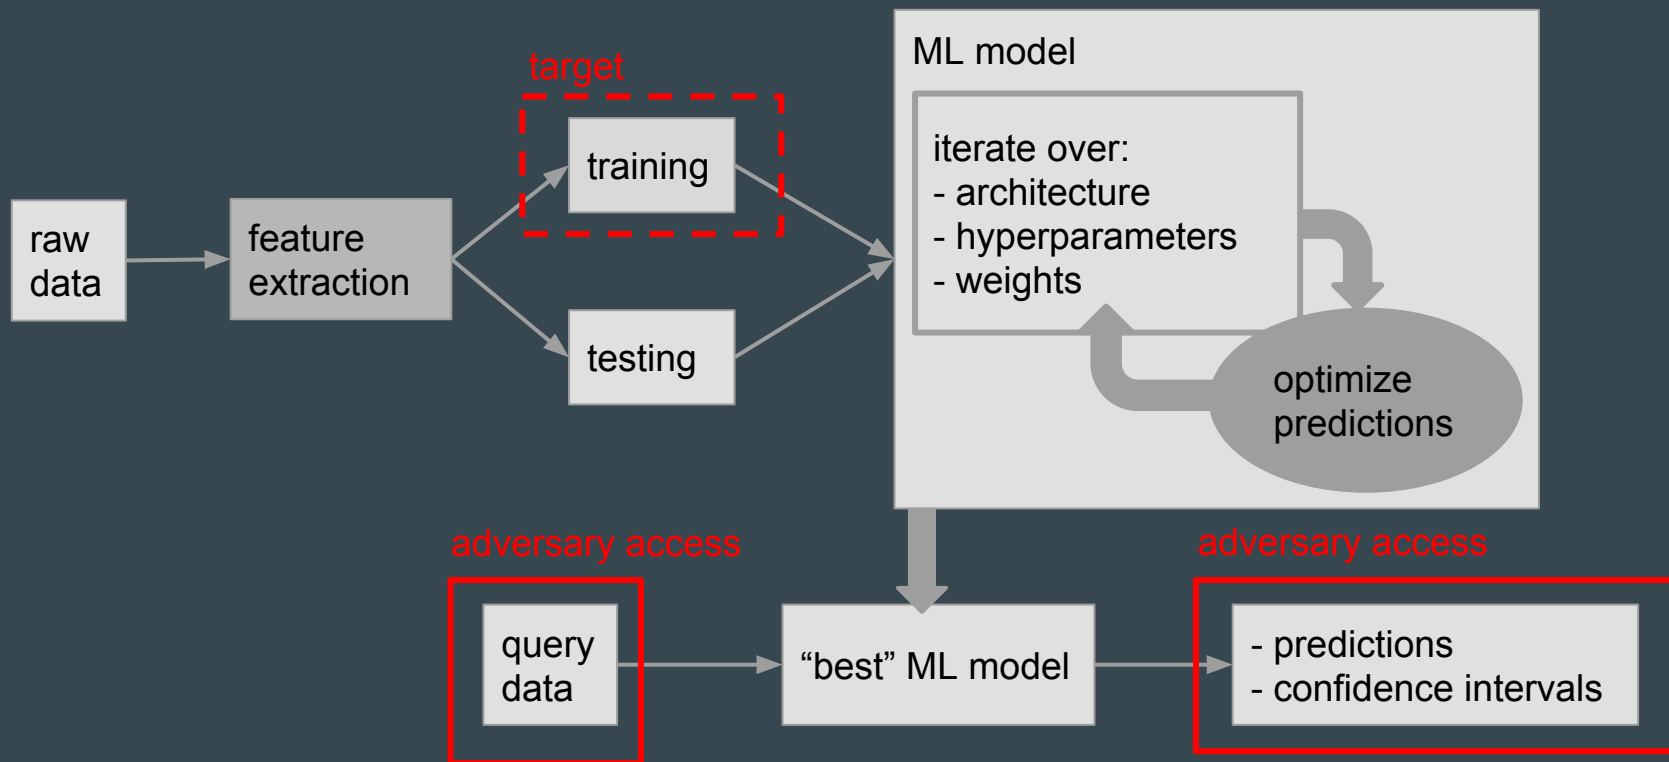 target
training
raw
data
feature
extraction
testing
ML model
iterate over:
- architecture
- hyperparameters
- weights
optimize
predictions
adversary access
query
data
“best” ML model
adversary access
- predictions
- confidence intervals